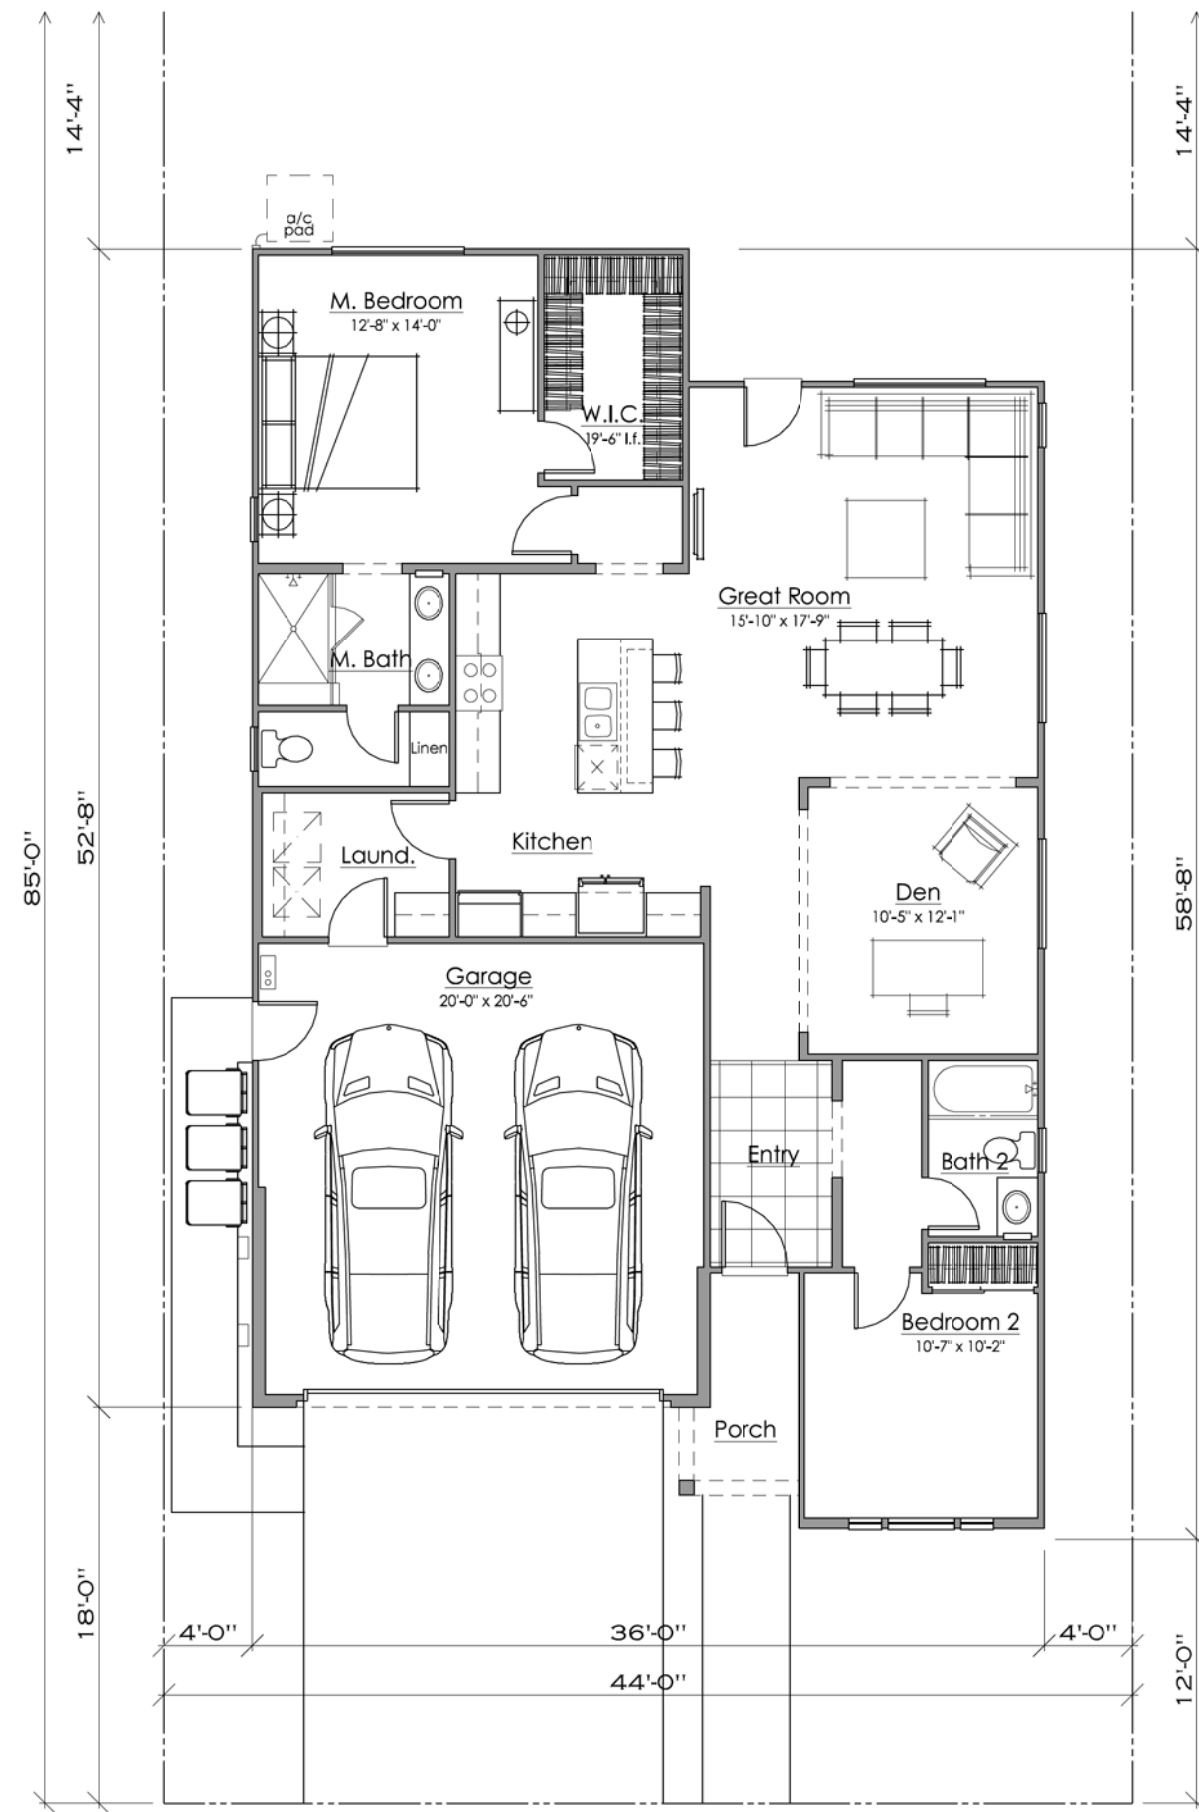 14'-4"
14'-4"
a/c
pad
M. Bedroom
12'-8" x 14'-0"
W.I.C.
19'-6" l.f.
Great Room
15'-10" x 17'-9"
M. Bath
Linen
52'-8"
85'-0"
Kitchen
Laund.
Den
10'-5" x 12'-1"
58'-8"
Garage
20'-0" x 20'-6"
Entry
Bath 2
Bedroom 2
10'-7" x 10'-2"
Porch
18'-0"
4'-0"
36'-0"
4'-0"
44'-0"
12'-0"